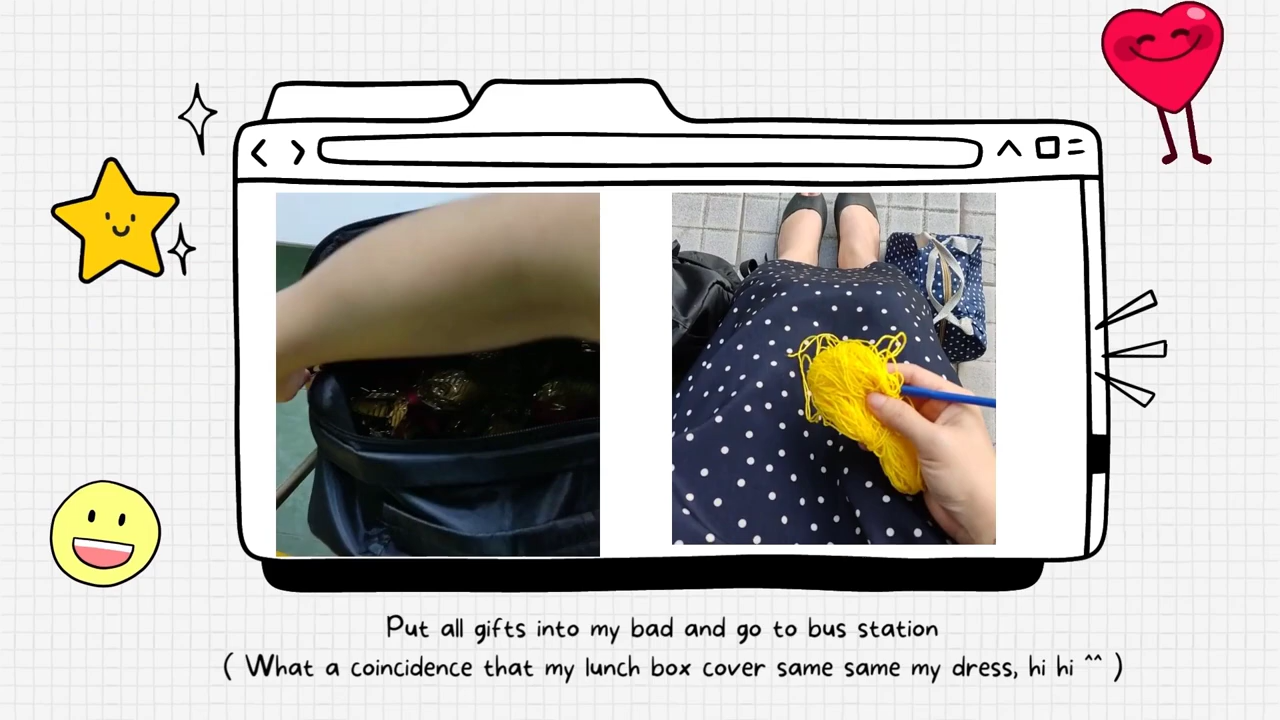 Put all gifts into my bad and go to bus station
( What a coincidence that my lunch box cover same same my dress, hi hi ^^ )